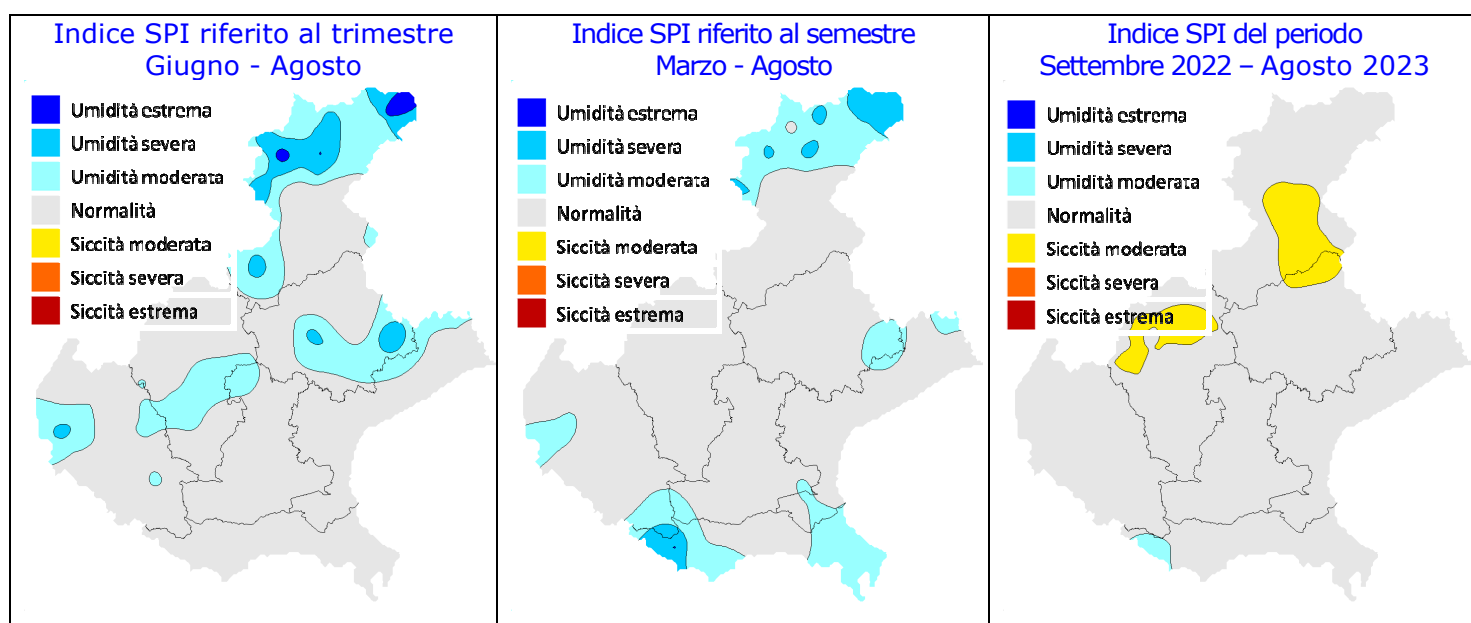 Indice SPI riferito al trimestre
Giugno - Agosto
Umidità estrema
Umidità severa
Umidità moderata
Normalità
Siccità moderata
Siccità severa
Siccità estrema
Indice SPI riferito al semestre
Marzo - Agosto
Umidità estrema
Umidità severa
Umidità moderata
Normalità
Siccità moderata
Siccità severa
Siccità estrema
Indice SPI del periodo
Settembre 2022 – Agosto 2023
Umidità estrema
Umidità severa
Umidità moderata
Normalità
Siccità moderata
Siccità severa
Siccità estrema